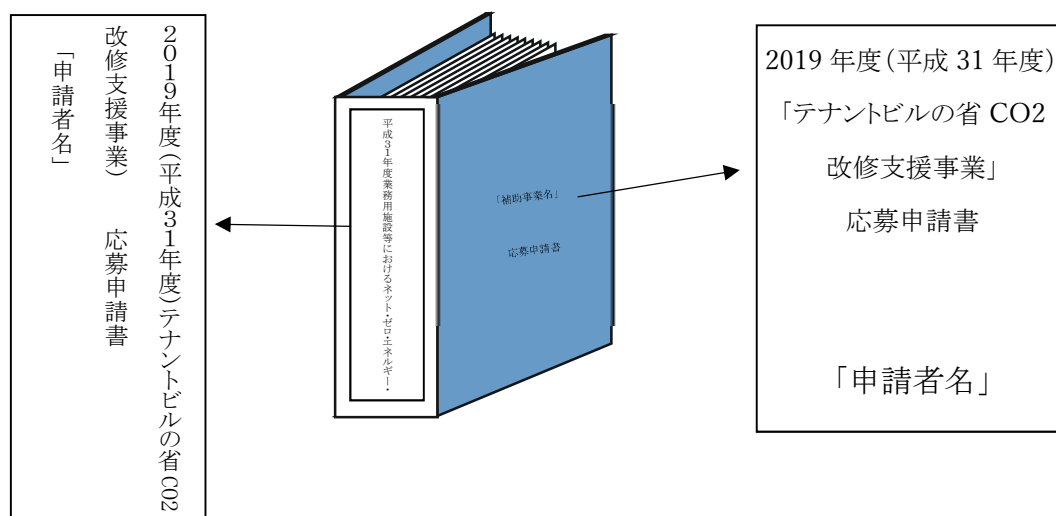 2019年度(平成31年度)テナントビルの省CO2
改修支援事業)　応募申請書
「申請者名」
平成31年度業務用施設等におけるネット・ゼロ・エネルギー・
「補助事業名」
応募申請書
2019 年度(平成 31 年度)
「テナントビルの省 CO2
改修支援事業」
応募申請書
「申請者名」